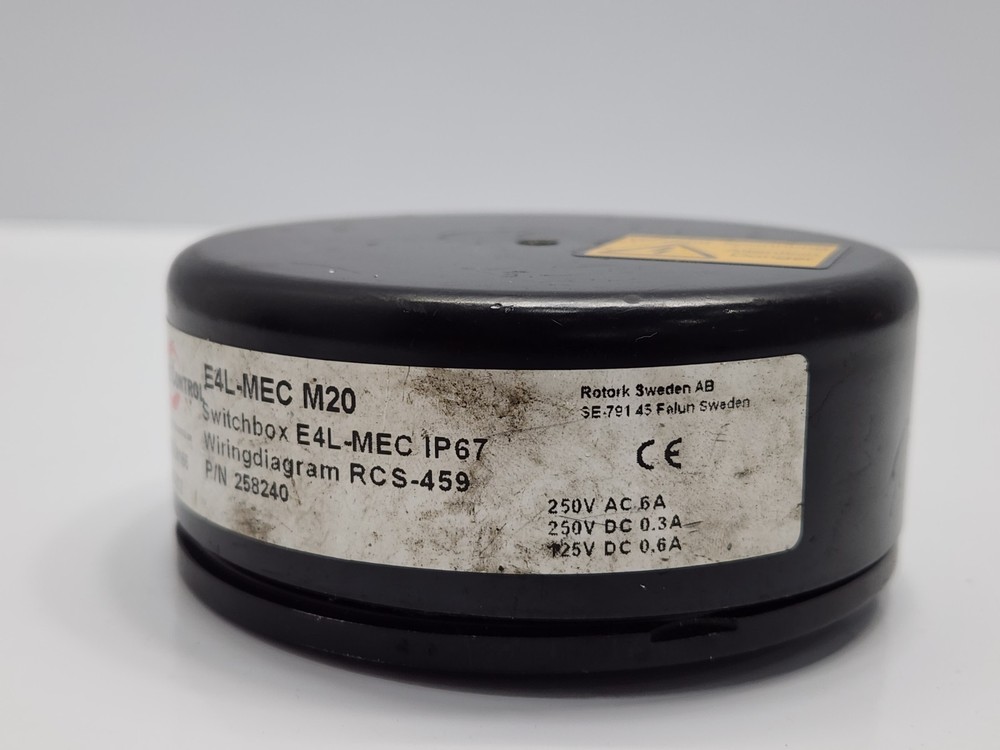 E4L-MEC M20
Switchbox E4L-MEC IP67
Wiringdiagram RCS-459
P/N 258240
Rotork Sweden AB
SE-791 45 Falun Sweden
CE
250V AC 6A
250V DC 0.3A
125V DC 0.6A